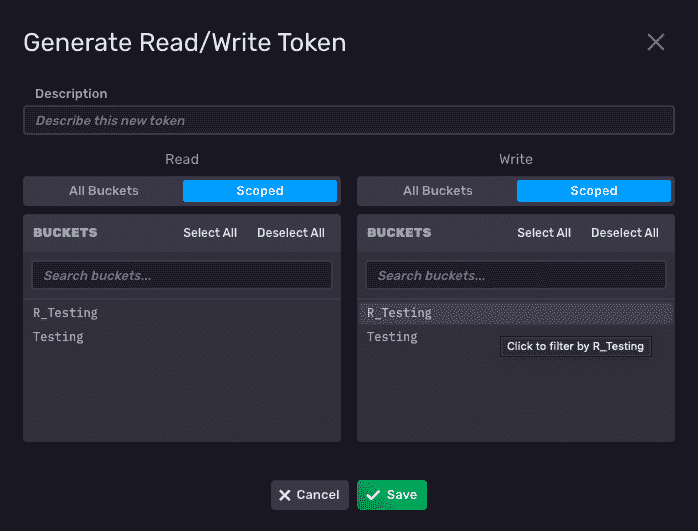 Generate Read/Write Token
Description
Describe this new token
Read
Write
All Buckets Scoped
All Buckets Scoped
BUCKETS Select All Deselect All
Search buckets...
R_Testing
Testing
BUCKETS Select All Deselect All
Search buckets...
R_Testing
Testing
Click to filter by R_Testing
Cancel
Save